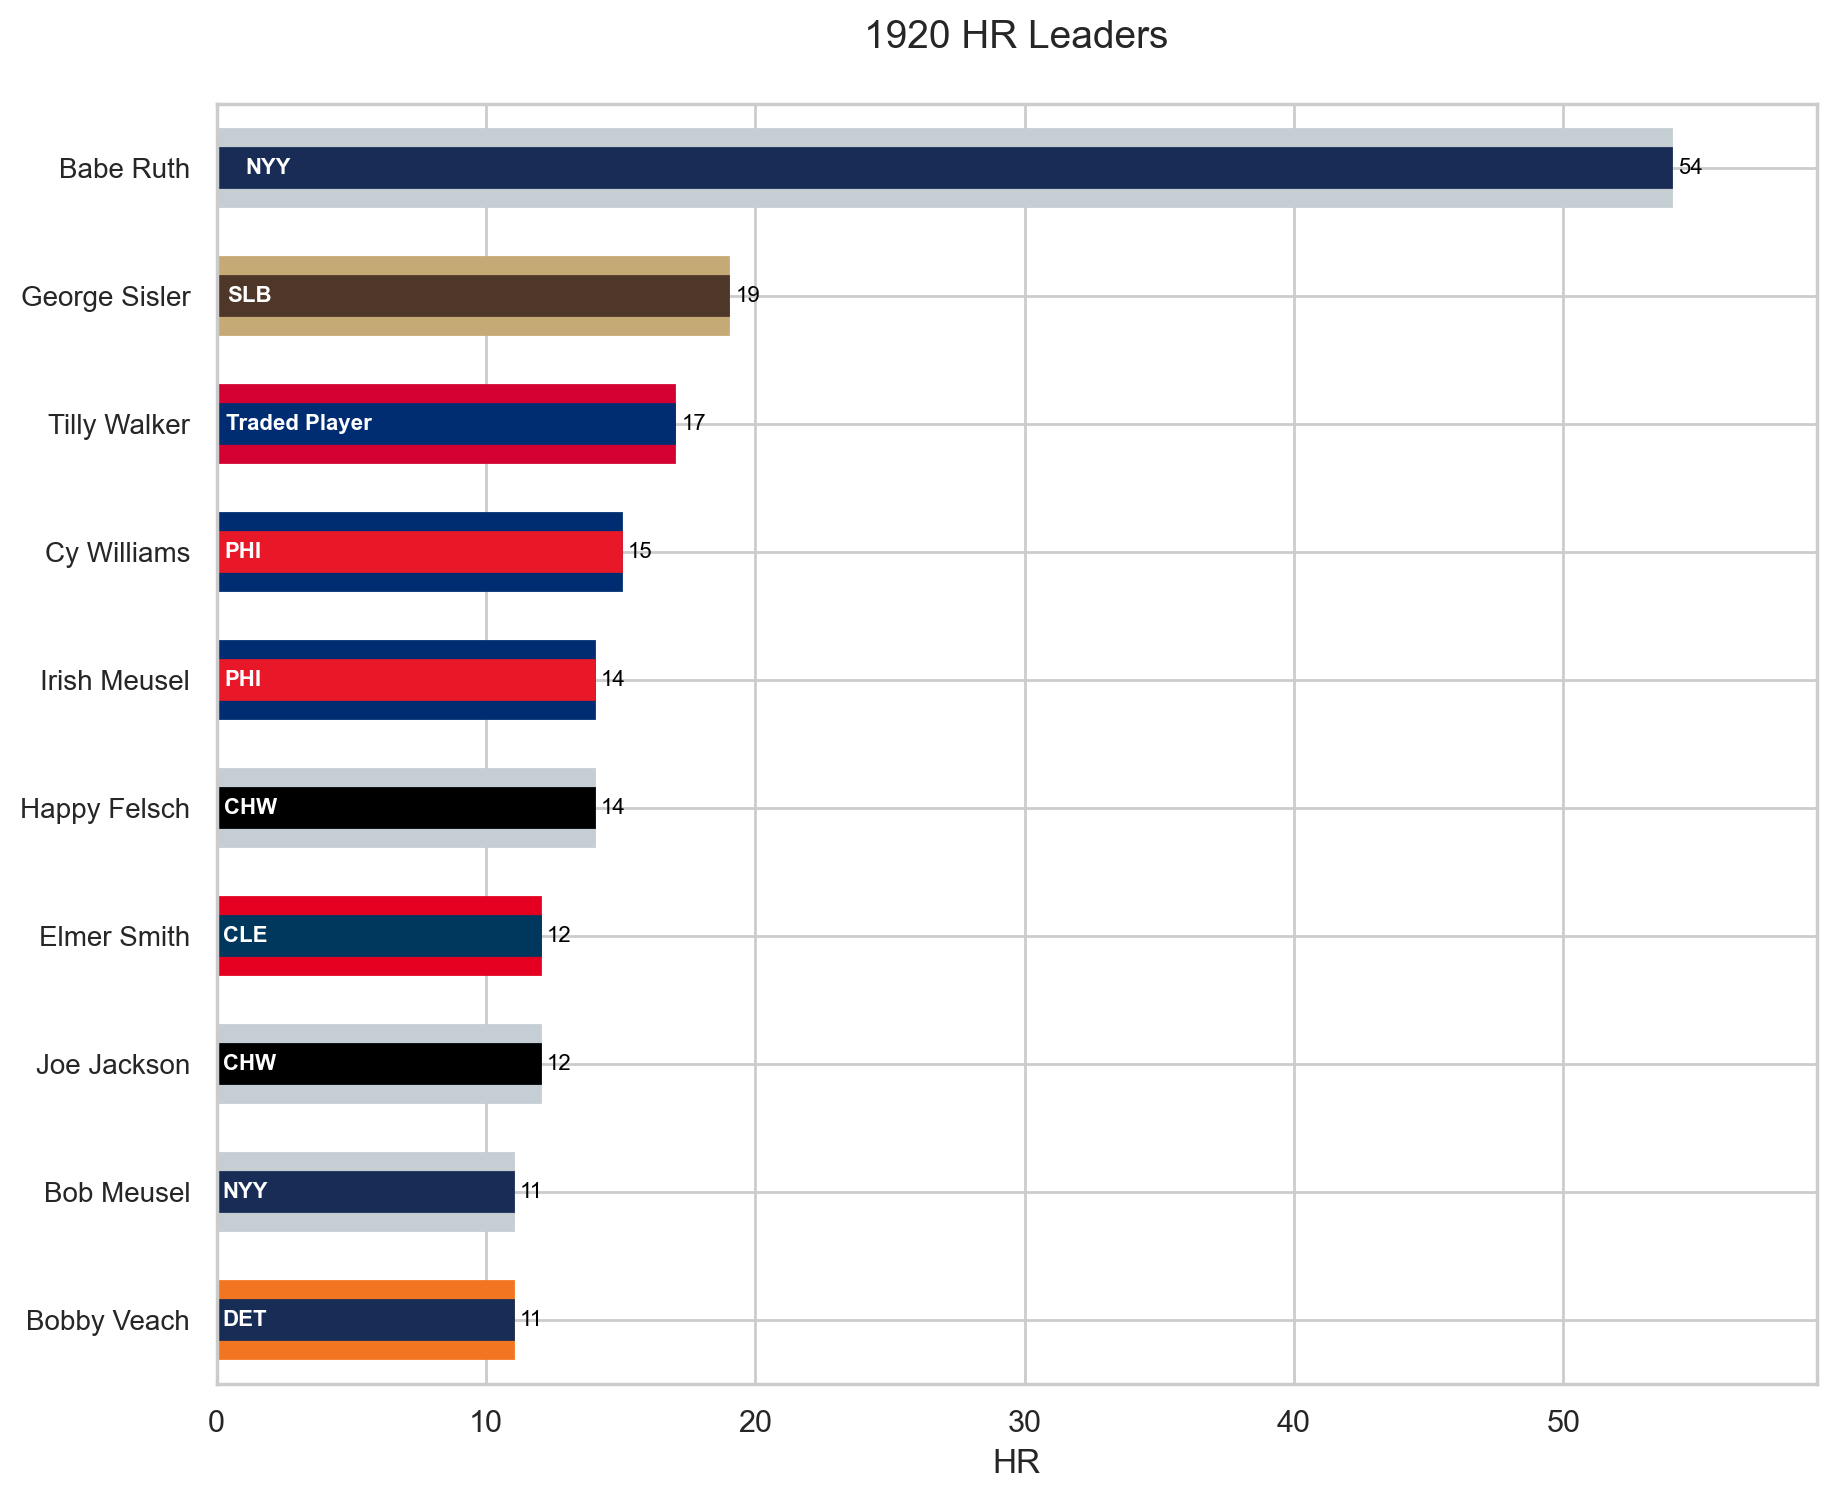 1920 HR Leaders
Babe Ruth NYY 54
George Sisler SLB 19
Tilly Walker Traded Player 17
Cy Williams PHI 15
Irish Meusel PHI 14
Happy Felsch CHW 14
Elmer Smith CLE 12
Joe Jackson CHW 12
Bob Meusel NYY 11
Bobby Veach DET 11
0 10 20 30 40 50
HR